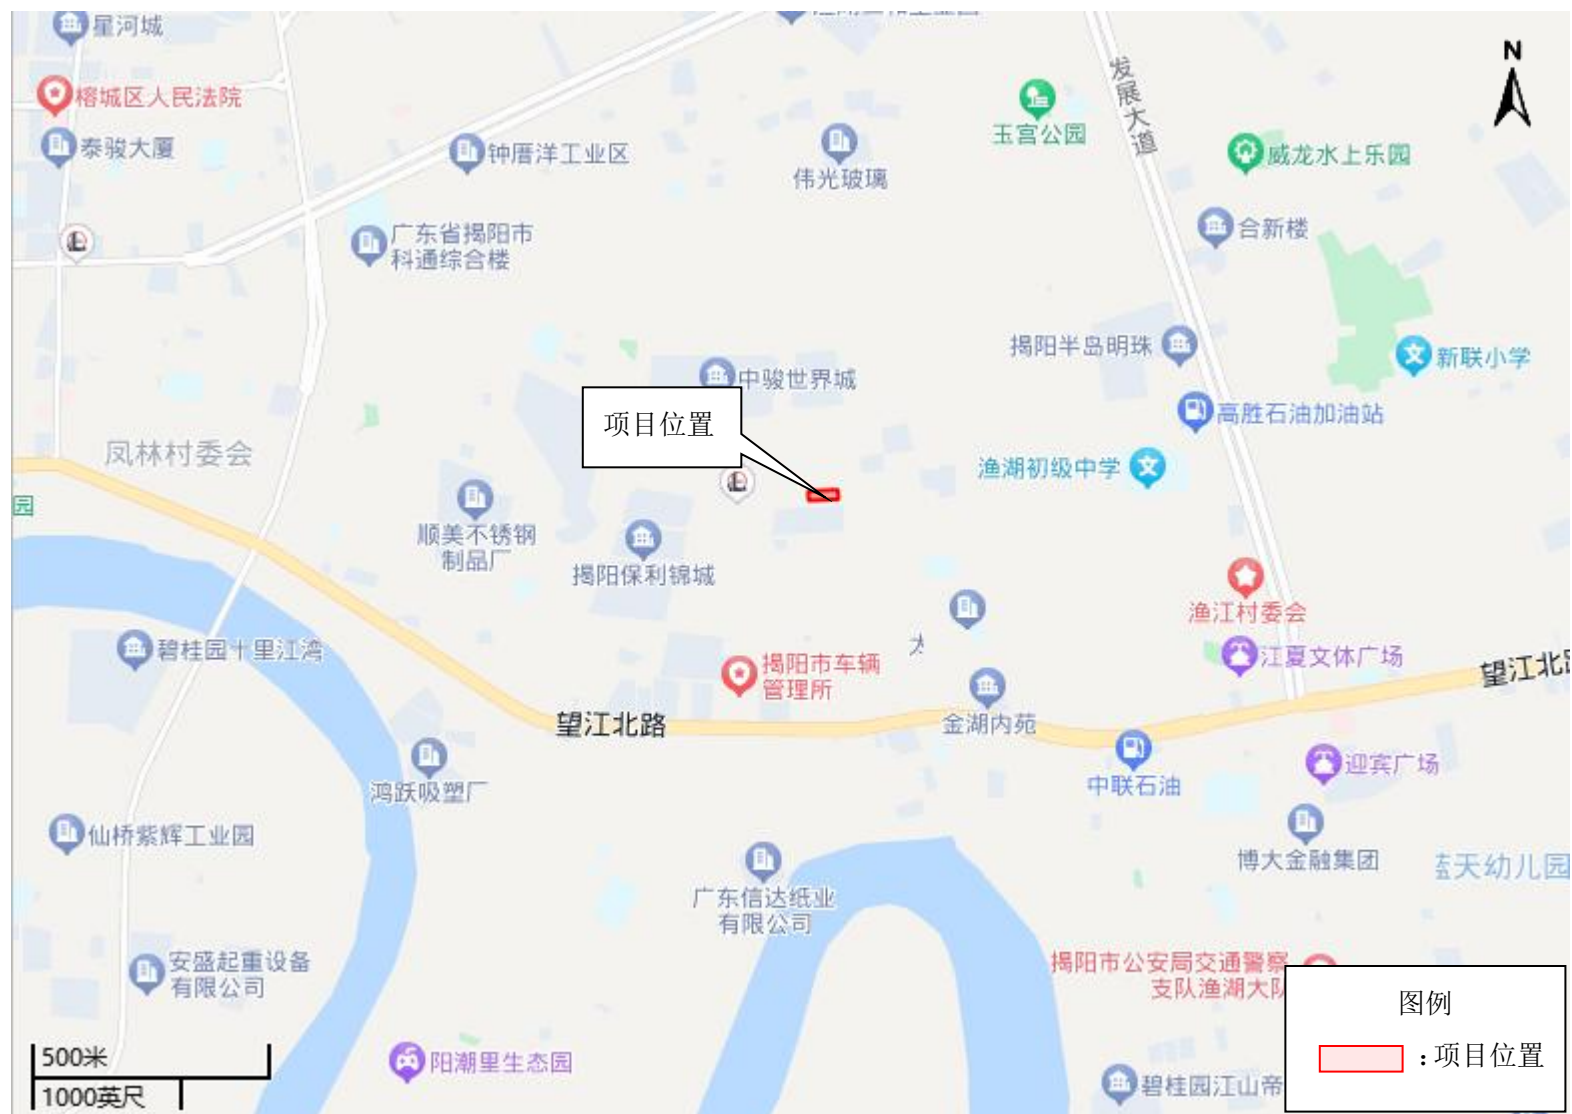 星河城
N
发展大道
榕城区人民法院
玉宫公园
泰骏大厦
钟厝洋工业区
威龙水上乐园
伟光玻璃
合新楼
广东省揭阳市
科通综合楼
揭阳半岛明珠
新联小学
中骏世界城
高胜石油加油站
项目位置
凤林村委会
渔湖初级中学
园
顺美不锈钢
制品厂
揭阳保利锦城
渔江村委会
碧桂园十里江湾
江夏文体广场
揭阳市车辆
管理所
望江北路
望江北
金湖内苑
迎宾广场
中联石油
鸿跃吸塑厂
仙桥紫辉工业园
博大金融集团
蓝天幼儿园
广东信达纸业
有限公司
安盛起重设备
有限公司
揭阳市公安局交通警察
支队渔湖大队
图例
:项目位置
500米
1000英尺
阳潮里生态园
碧桂园江山帝